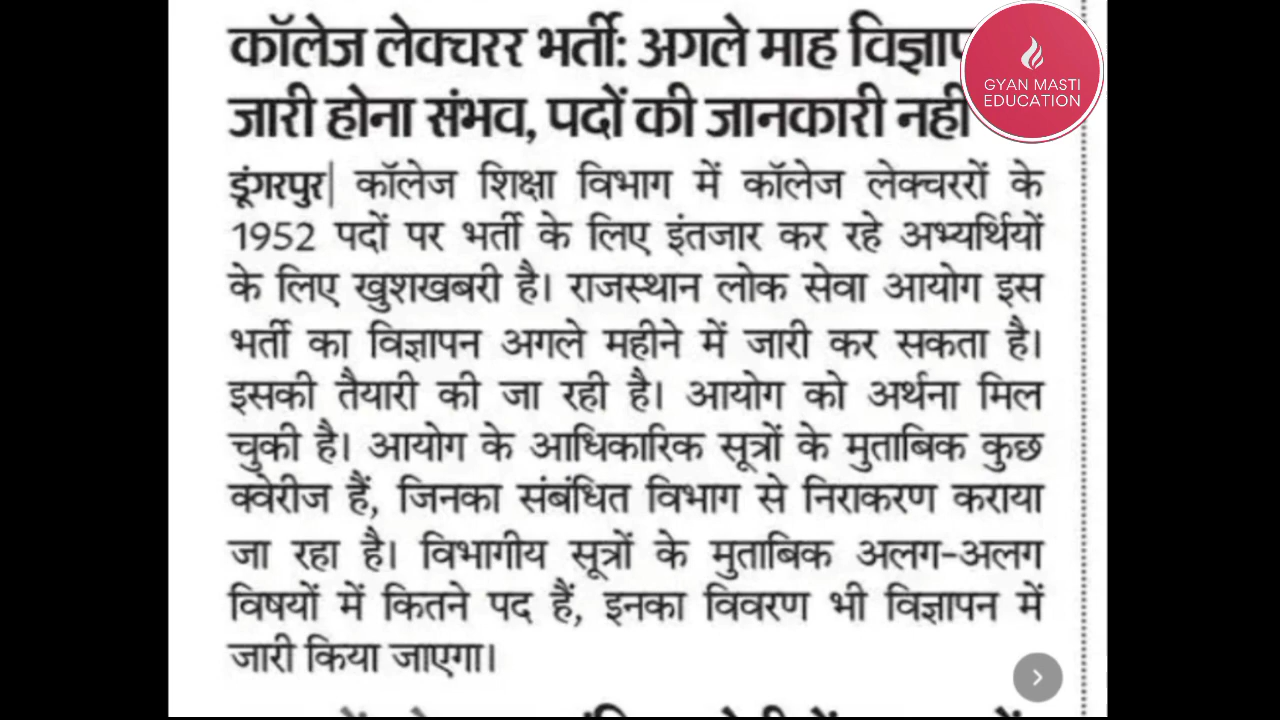 कॉलेज लेक्चरर भर्ती: अगले माह
जारी होना संभव, पदों की जानकारी नहीं
GYAN MASTI
EDUCATION
डूंगरपुर| कॉलेज शिक्षा विभाग में कॉलेज लेक्चररों के
1952 पदों पर भर्ती के लिए इंतजार कर रहे अभ्यर्थियों
के लिए खुशखबरी है। राजस्थान लोक सेवा आयोग इस
भर्ती का विज्ञापन अगले महीने में जारी कर सकता है।
इसकी तैयारी की जा रही है। आयोग को अर्थना मिल
चुकी है। आयोग के आधिकारिक सूत्रों के मुताबिक कुछ
क्वेरीज हैं, जिनका संबंधित विभाग से निराकरण कराया
जा रहा है। विभागीय सूत्रों के मुताबिक अलग-अलग
विषयों में कितने पद हैं, इनका विवरण भी विज्ञापन में
जारी किया जाएगा।